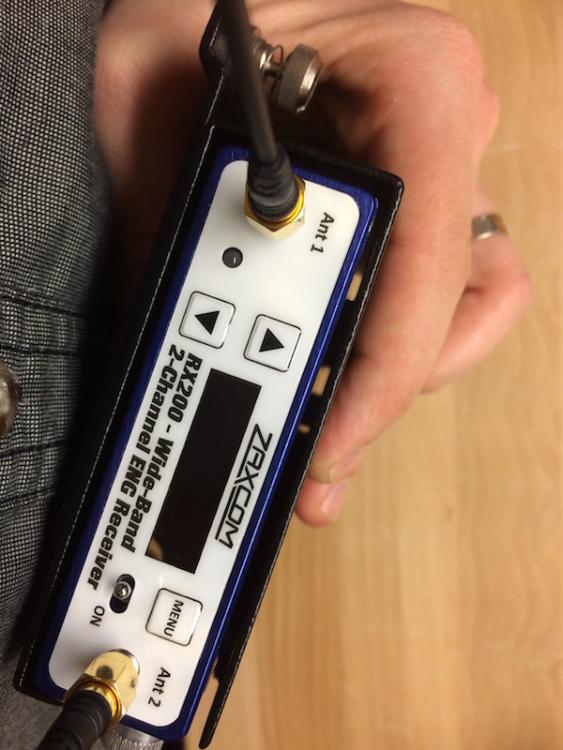 Ant 1
ZAXCOM
RX200 - Wide-Band
2-Channel ENG Receiver
MENU
ON
Ant 2